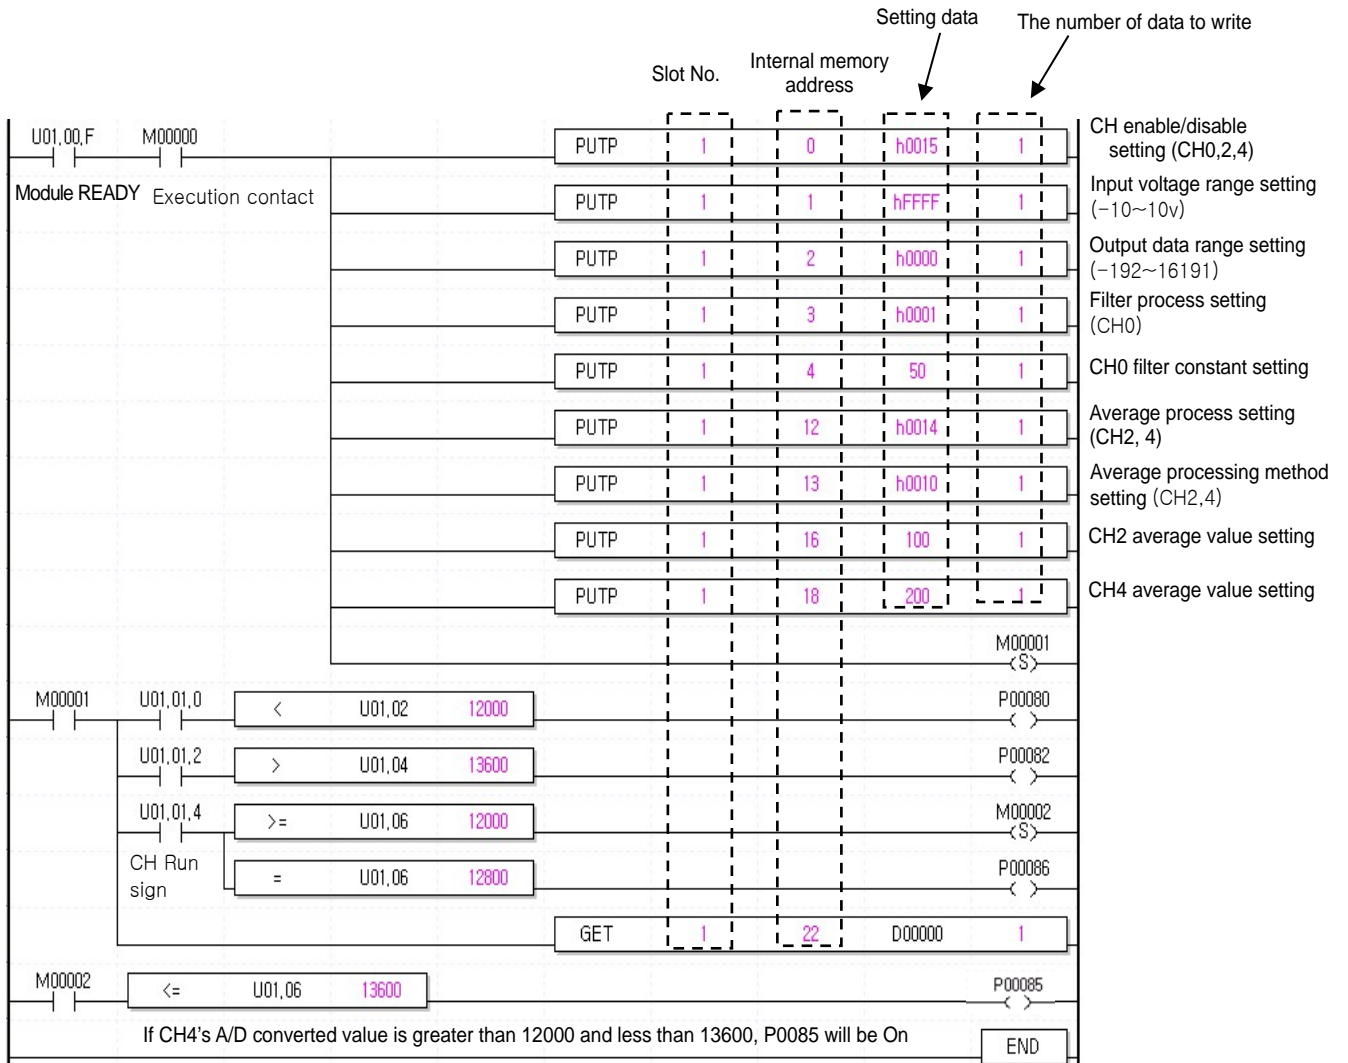 Setting data
The number of data to write
Slot No.
Internal memory
address
U01.00.F M00000
PUTP 1 0 h0015 1
CH enable/disable
setting (CH0,2,4)
Module READY Execution contact
PUTP 1 1 hFFFF 1
Input voltage range setting
(-10~10v)
PUTP 1 2 h0000 1
Output data range setting
(-192~16191)
PUTP 1 3 h0001 1
Filter process setting
(CH0)
PUTP 1 4 50 1
CH0 filter constant setting
PUTP 1 12 h0014 1
Average process setting
(CH2, 4)
PUTP 1 13 h0010 1
Average processing method
setting (CH2,4)
PUTP 1 16 100 1
CH2 average value setting
PUTP 1 18 200 1
CH4 average value setting
M00001
(S)
M00001 U01.01.0 < U01.02 12000 P00080
( )
U01.01.2 > U01.04 13600 P00082
( )
U01.01.4 >= U01.06 12000 M00002
(S)
CH Run
sign
= U01.06 12800 P00086
( )
GET 1 22 D00000 1
M00002 <= U01.06 13600 P00085
( )
If CH4's A/D converted value is greater than 12000 and less than 13600, P0085 will be On
END